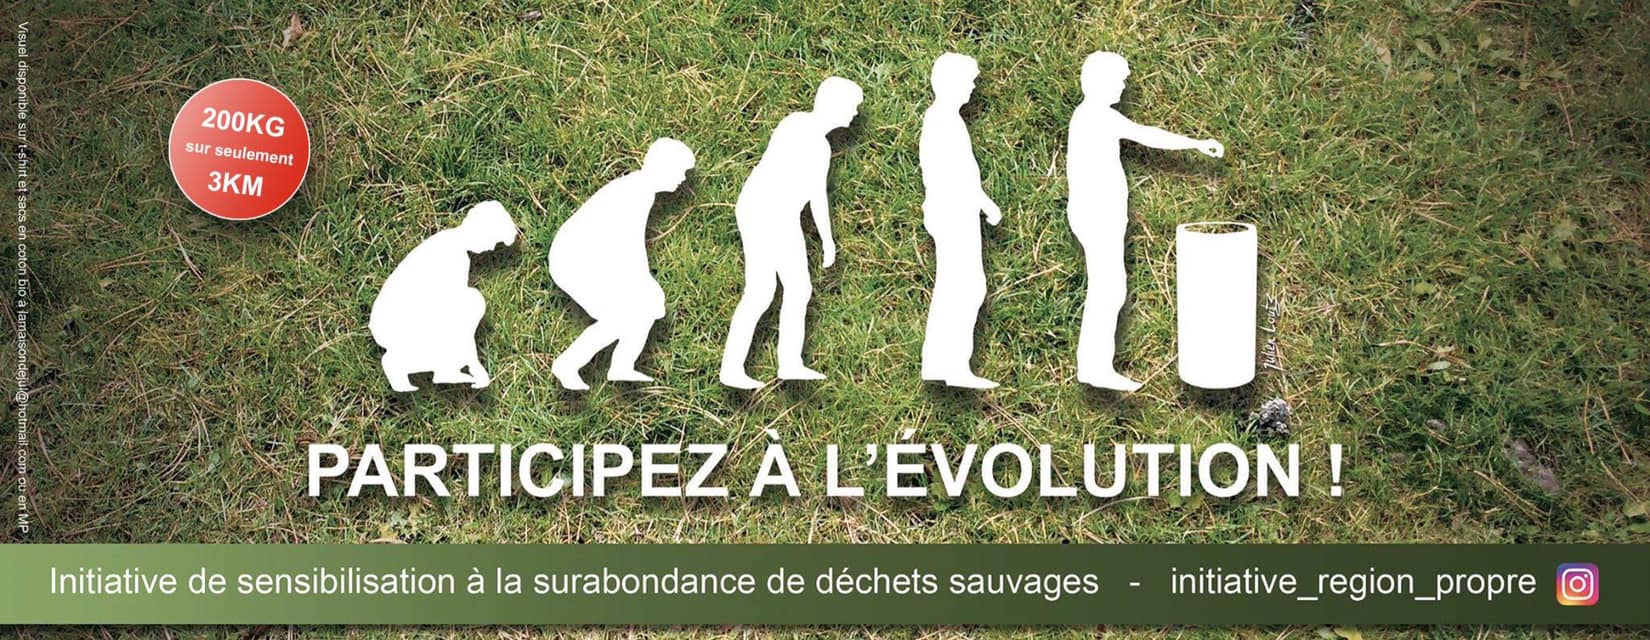 Visuel disponible sur t-shirt et sacs en coton bio à lamaisondejul@hotmail.com ou en MP
200KG
sur seulement
3KM
Julien Louis
PARTICIPEZ À L'ÉVOLUTION !
Initiative de sensibilisation à la surabondance de déchets sauvages - initiative_region_propre